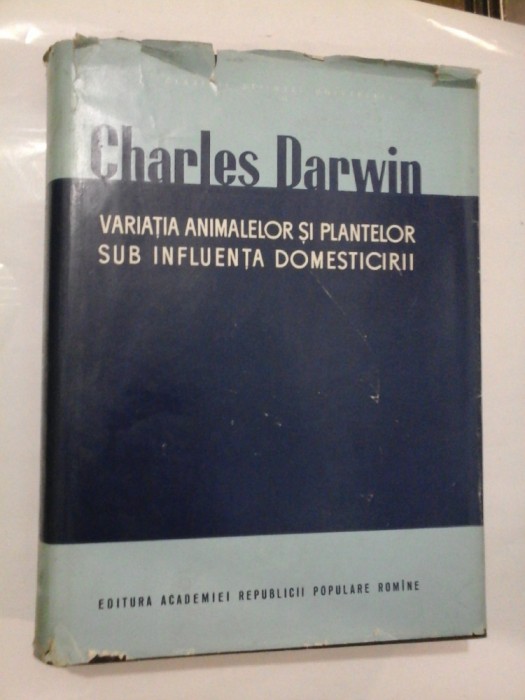 Charles Darwin
VARIAȚIA ANIMALELOR ȘI PLANTELOR
SUB INFLUENȚA DOMESTICIRII
EDITURA ACADEMIEI REPUBLICII POPULARE ROMÎNE